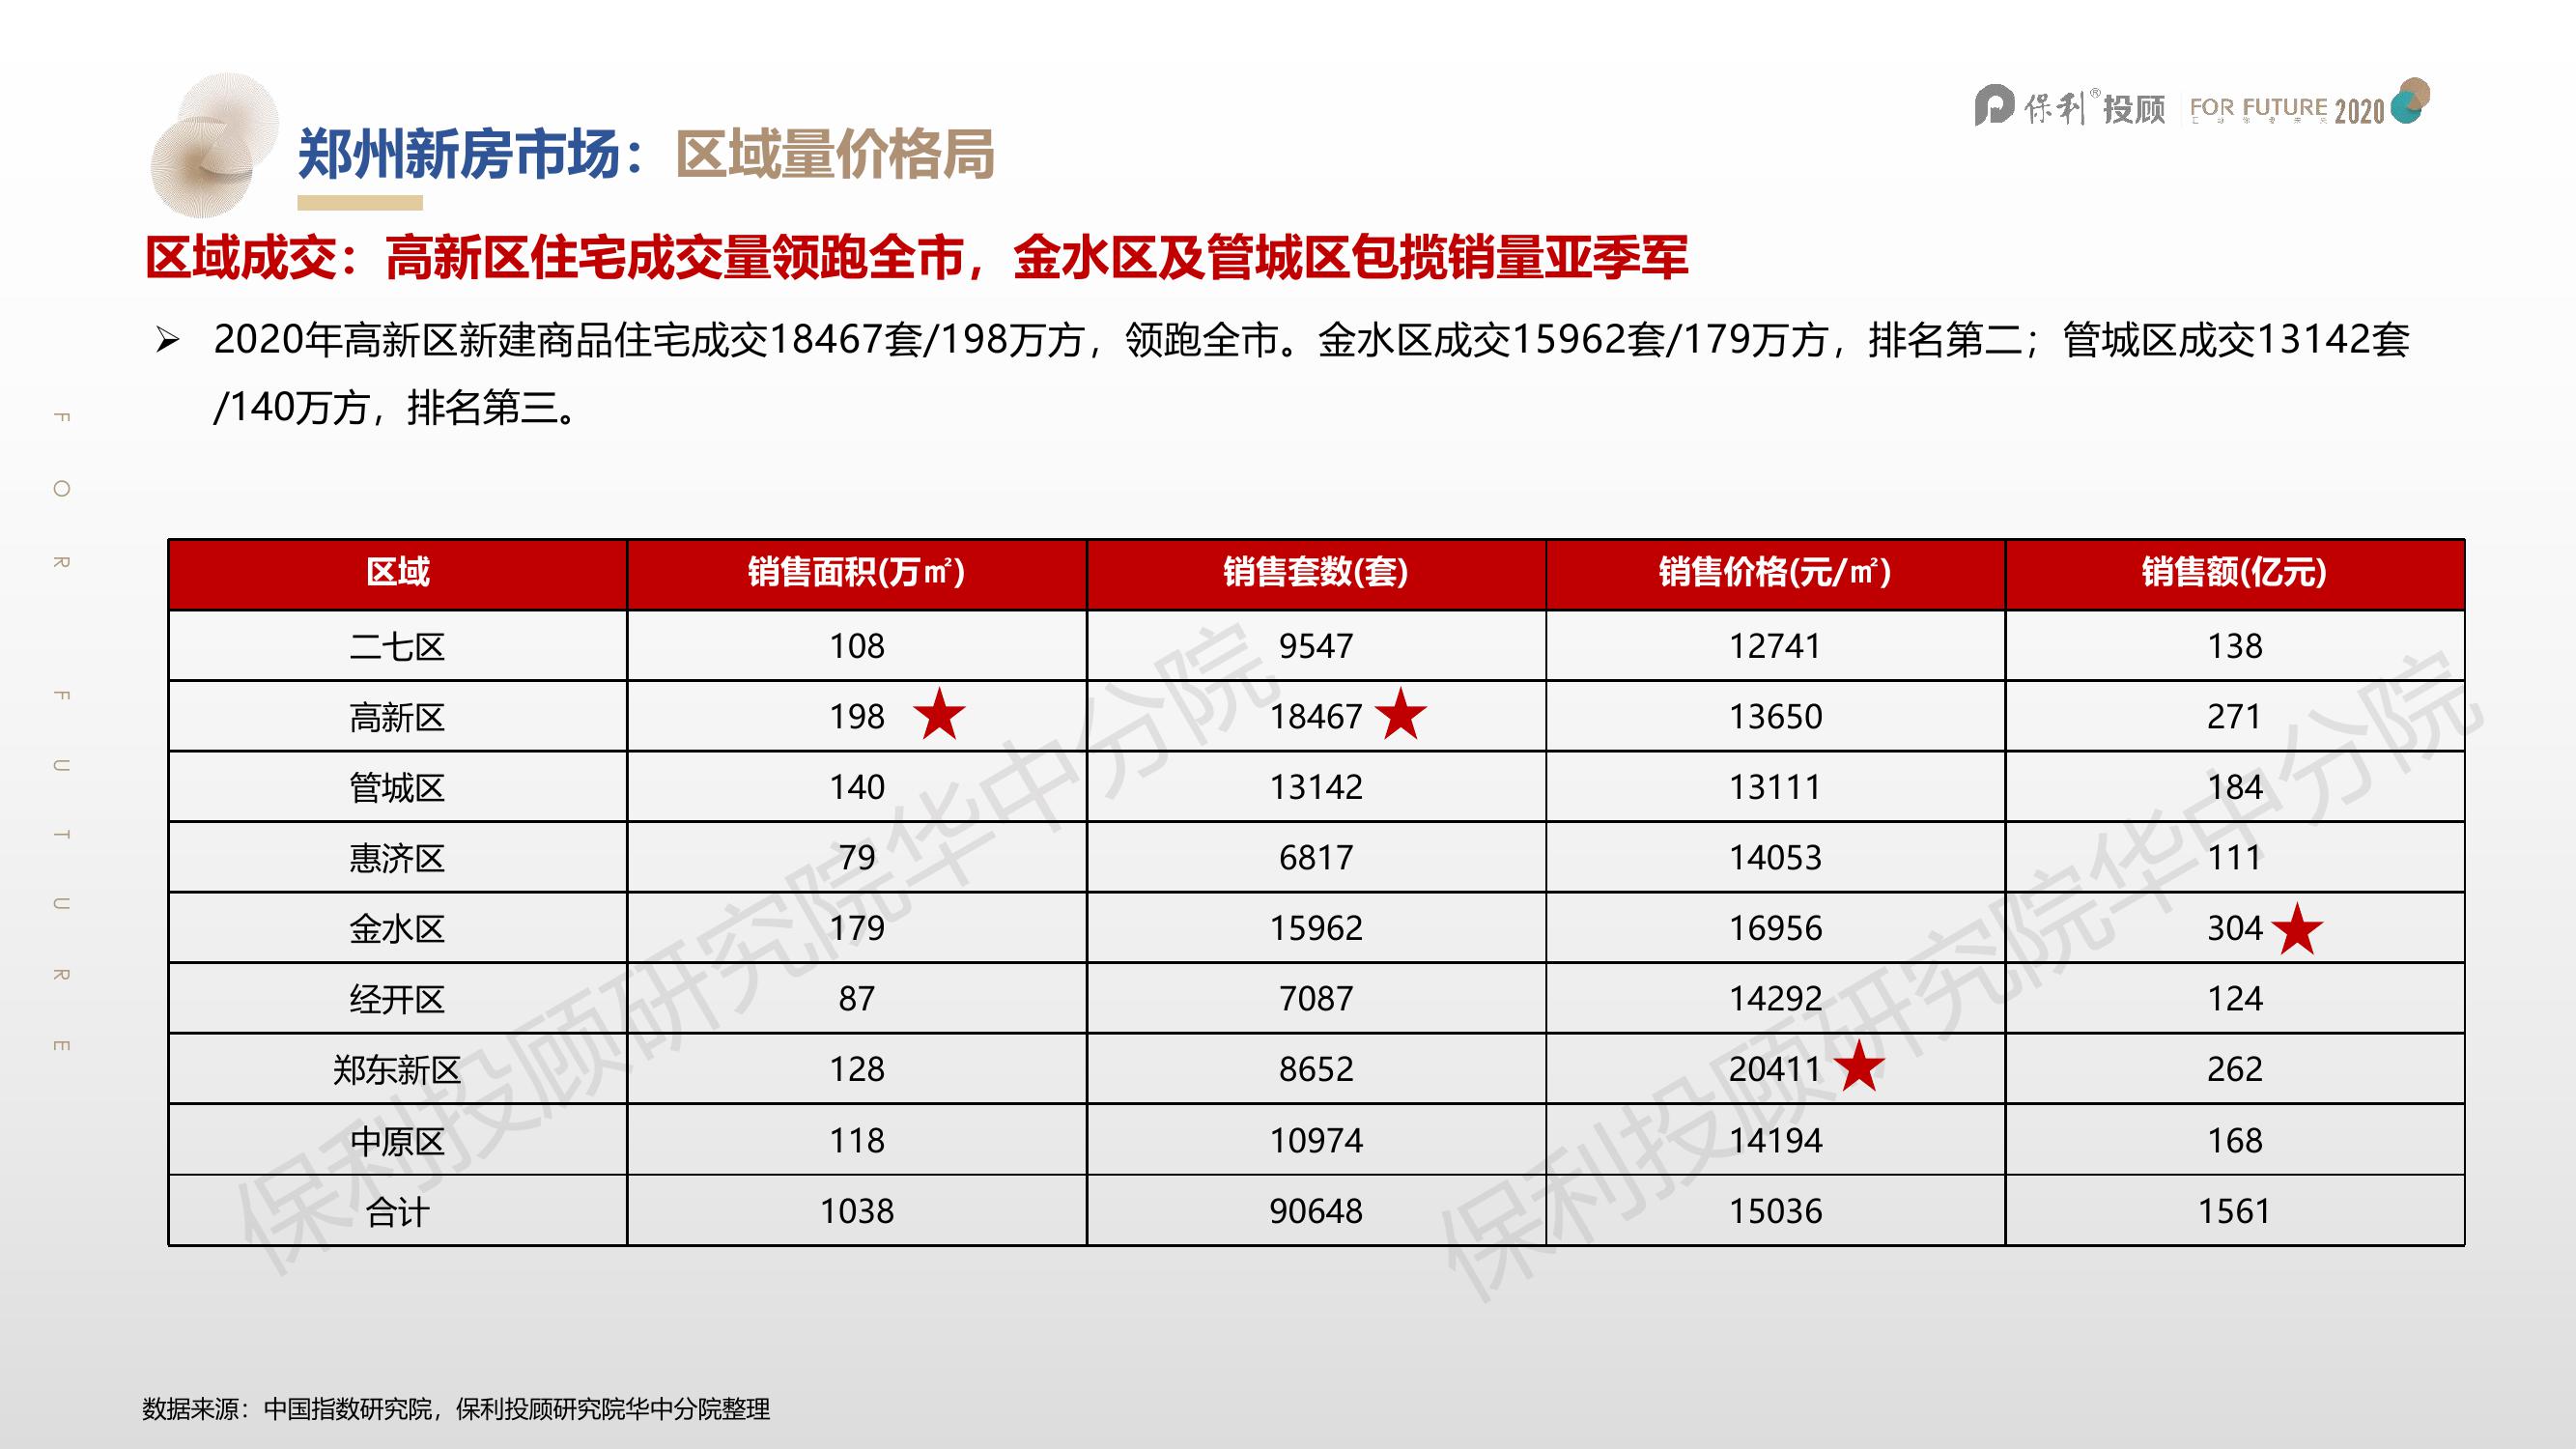 保利®投顾 FOR FUTURE 2020
郑州新房市场：区域量价格局
区域成交：高新区住宅成交量领跑全市，金水区及管城区包揽销量亚季军
➢ 2020年高新区新建商品住宅成交18467套/198万方，领跑全市。金水区成交15962套/179万方，排名第二；管城区成交13142套
/140万方，排名第三。
FOR FUTURE
区域 销售面积(万㎡) 销售套数(套) 销售价格(元/㎡) 销售额(亿元)
二七区 108 9547 12741 138
高新区 198 18467 13650 271
管城区 140 13142 13111 184
惠济区 79 6817 14053 111
金水区 179 15962 16956 304
经开区 87 7087 14292 124
郑东新区 128 8652 20411 262
中原区 118 10974 14194 168
合计 1038 90648 15036 1561
保利投顾研究院华中分院
保利投顾研究院华中分院
数据来源：中国指数研究院，保利投顾研究院华中分院整理